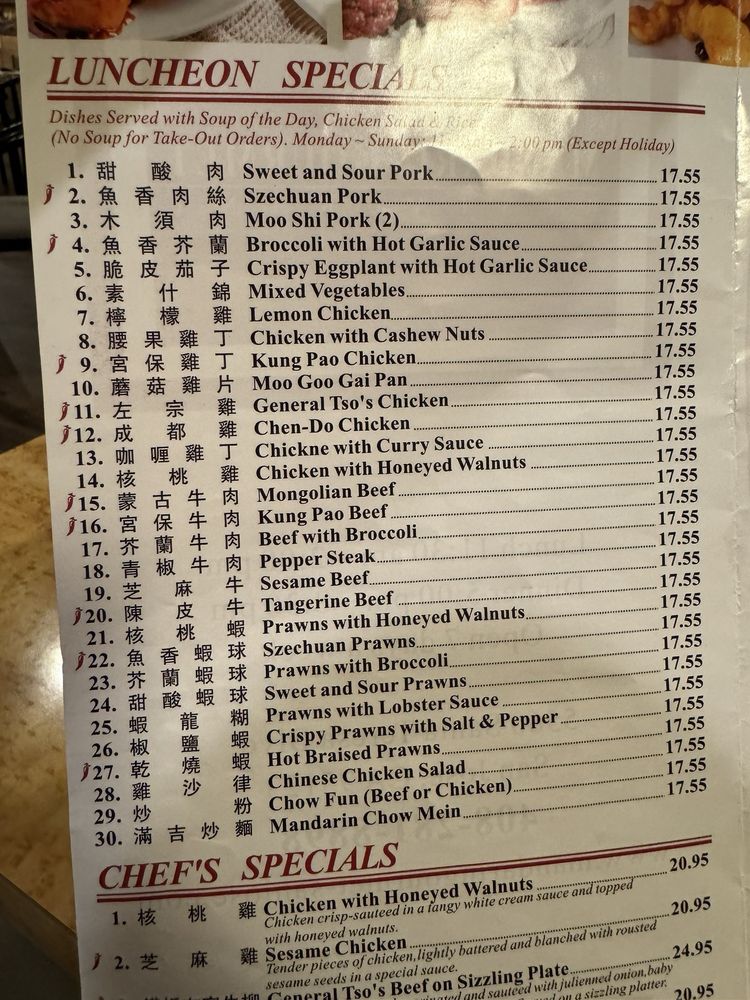 LUNCHEON SPECIALS
Dishes Served with Soup of the Day, Chicken Salad & Rice
(No Soup for Take-Out Orders). Monday ~ Sunday: 2:00 pm (Except Holiday)
1. 甜酸肉 Sweet and Sour Pork 17.55
2. 魚香肉絲 Szechuan Pork 17.55
3. 木須肉 Moo Shi Pork (2) 17.55
4. 魚香芥蘭 Broccoli with Hot Garlic Sauce 17.55
5. 脆皮茄子 Crispy Eggplant with Hot Garlic Sauce 17.55
6. 素什錦 Mixed Vegetables 17.55
7. 檸檬雞 Lemon Chicken 17.55
8. 腰果雞丁 Chicken with Cashew Nuts 17.55
9. 宮保雞丁 Kung Pao Chicken 17.55
10. 蘑菇雞片 Moo Goo Gai Pan 17.55
11. 左宗雞 General Tso's Chicken 17.55
12. 成都雞 Chen-Do Chicken 17.55
13. 咖喱雞丁 Chickne with Curry Sauce 17.55
14. 核桃雞 Chicken with Honeyed Walnuts 17.55
15. 蒙古牛肉 Mongolian Beef 17.55
16. 宮保牛肉 Kung Pao Beef 17.55
17. 芥蘭牛肉 Beef with Broccoli 17.55
18. 青椒牛肉 Pepper Steak 17.55
19. 芝麻牛 Sesame Beef 17.55
20. 陳皮牛 Tangerine Beef 17.55
21. 核桃蝦 Prawns with Honeyed Walnuts 17.55
22. 魚香蝦球 Szechuan Prawns 17.55
23. 芥蘭蝦球 Prawns with Broccoli 17.55
24. 甜酸蝦球 Sweet and Sour Prawns 17.55
25. 蝦龍糊 Prawns with Lobster Sauce 17.55
26. 椒鹽蝦 Crispy Prawns with Salt & Pepper 17.55
27. 乾燒蝦 Hot Braised Prawns 17.55
28. 雞沙律 Chinese Chicken Salad 17.55
29. 炒粉 Chow Fun (Beef or Chicken) 17.55
30. 滿吉炒麵 Mandarin Chow Mein 17.55
CHEF'S SPECIALS
1. 核桃雞 Chicken with Honeyed Walnuts 20.95
Chicken crisp-sauteed in a tangy white cream sauce and topped
with honeyed walnuts.
2. 芝麻雞 Sesame Chicken 20.95
Tender pieces of chicken,lightly battered and blanched with rousted
sesame seeds in a special sauce.
General Tso's Beef on Sizzling Plate 24.95
and sauteed with julienned onion,baby
on a sizzling platter.
20.95